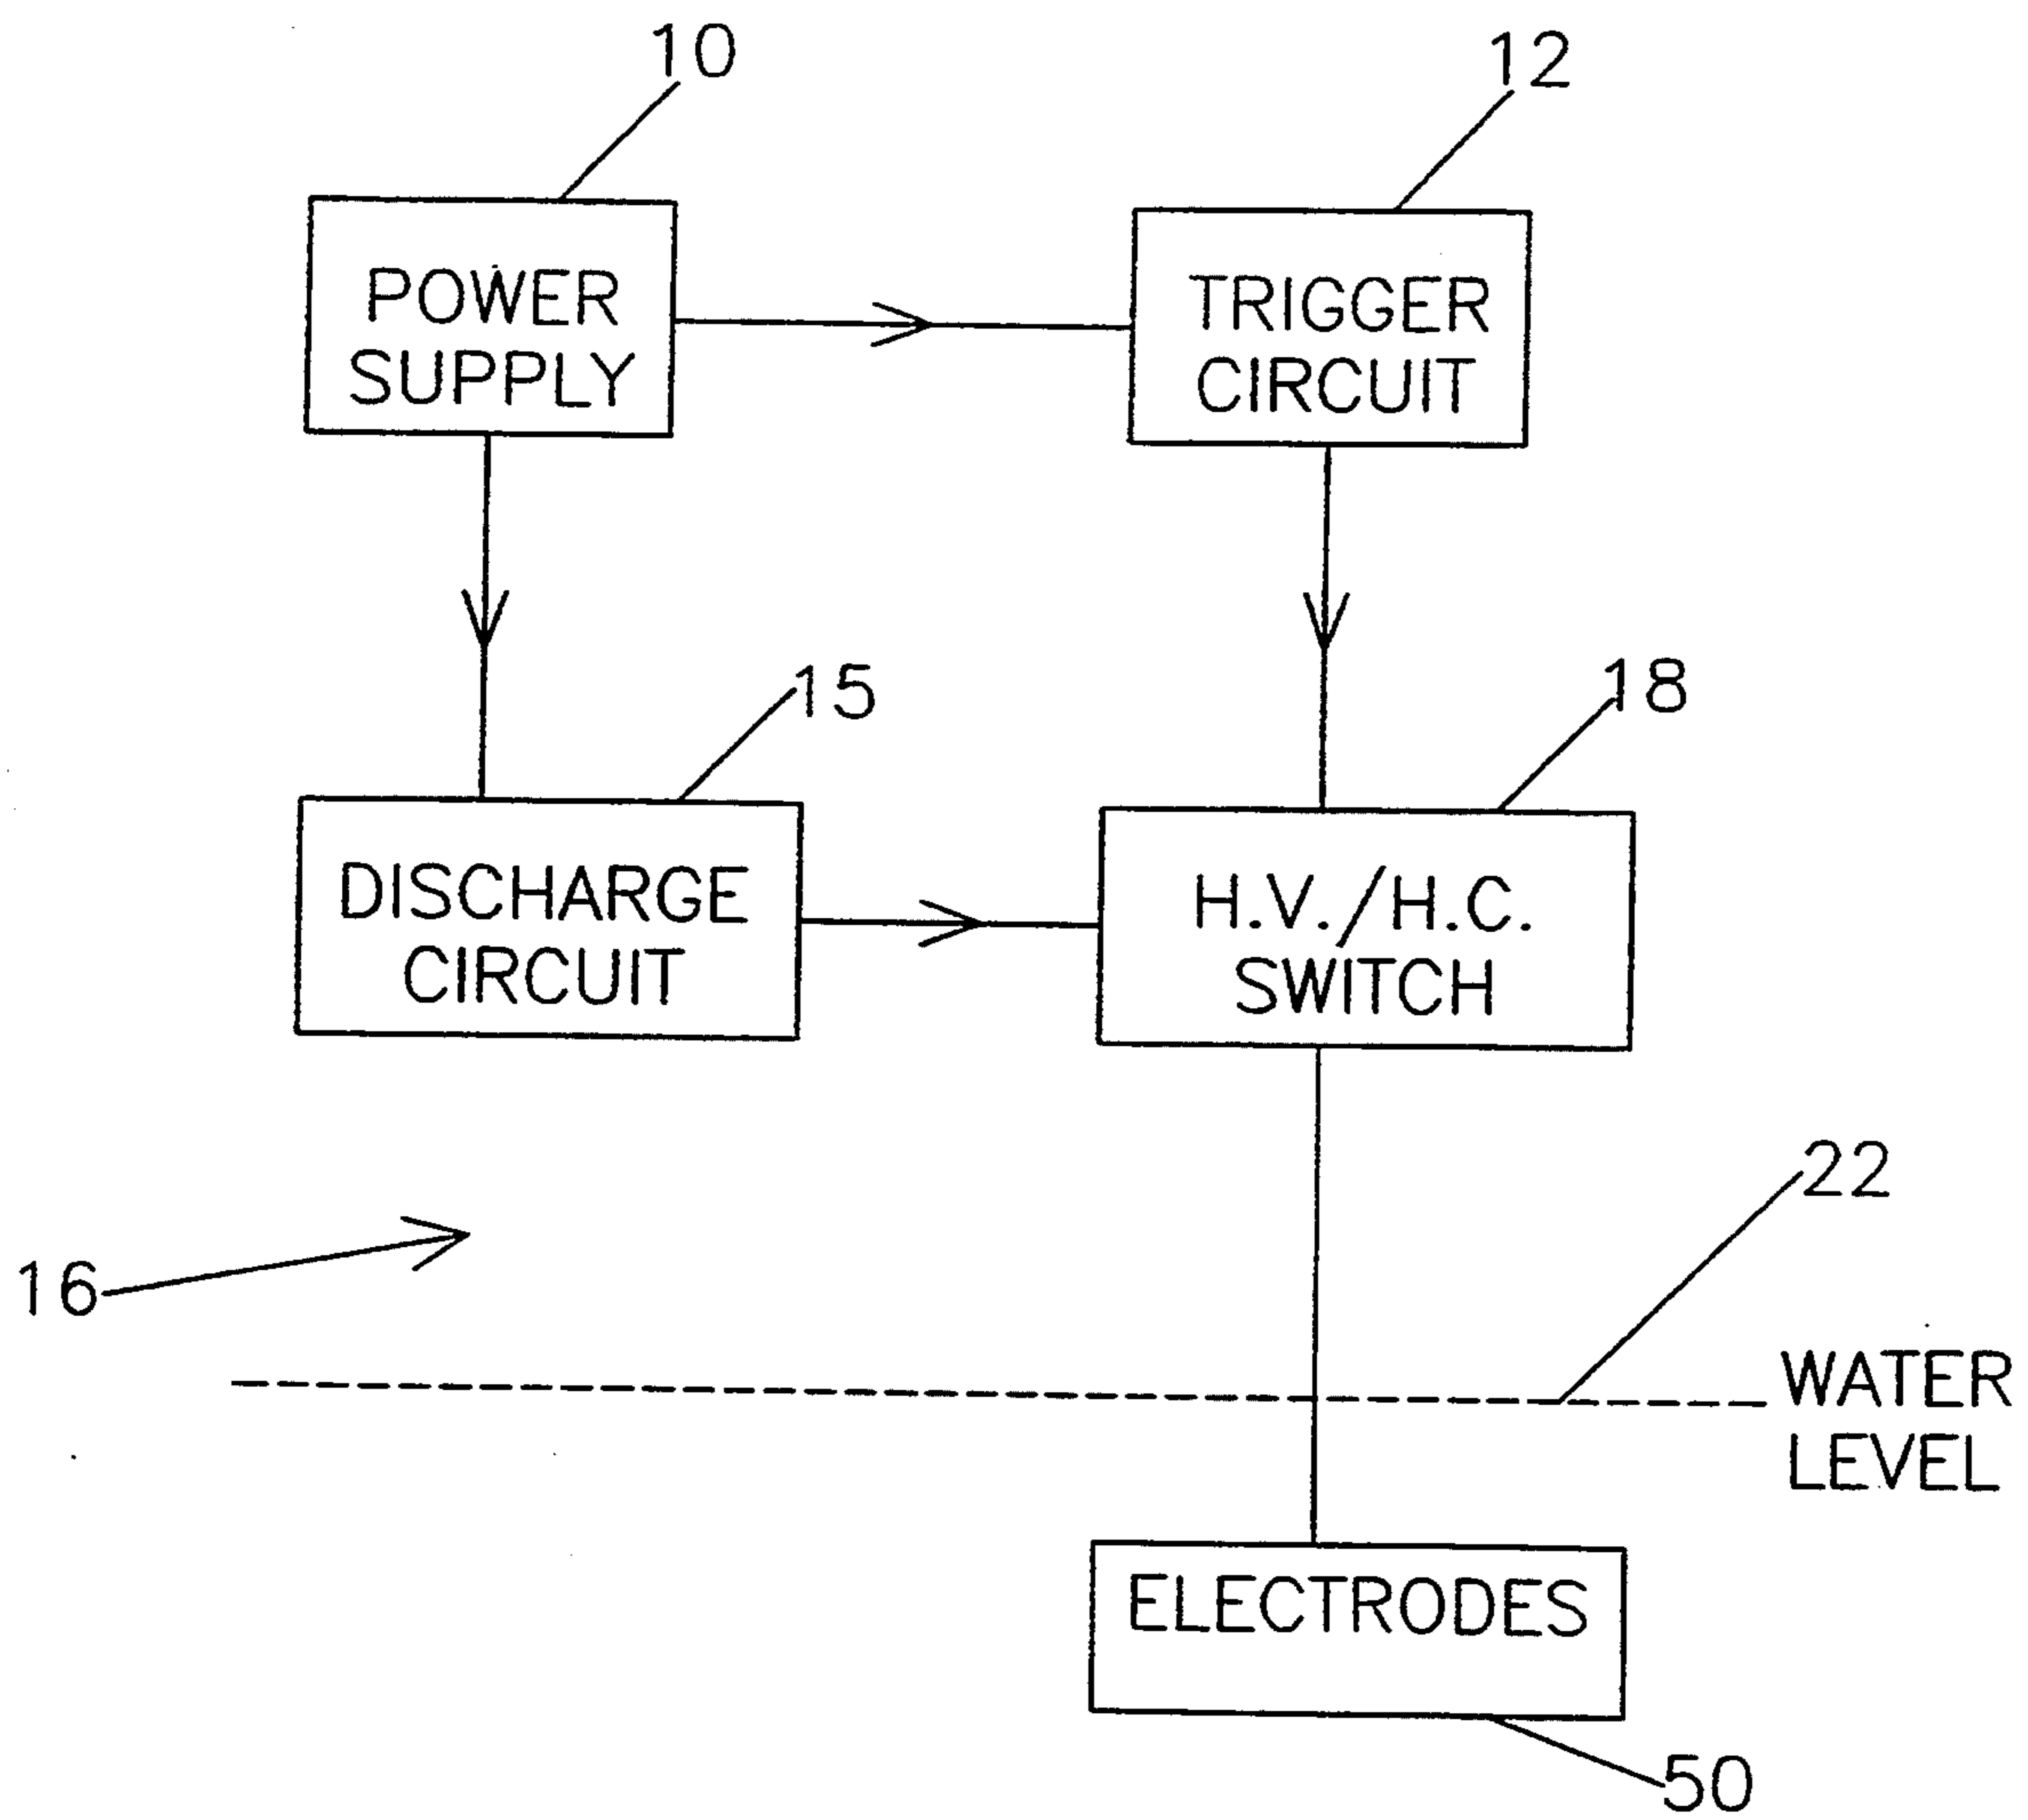 10
12
POWER
SUPPLY
TRIGGER
CIRCUIT
15
18
DISCHARGE
CIRCUIT
H.V./H.C.
SWITCH
22
16
WATER
LEVEL
ELECTRODES
50